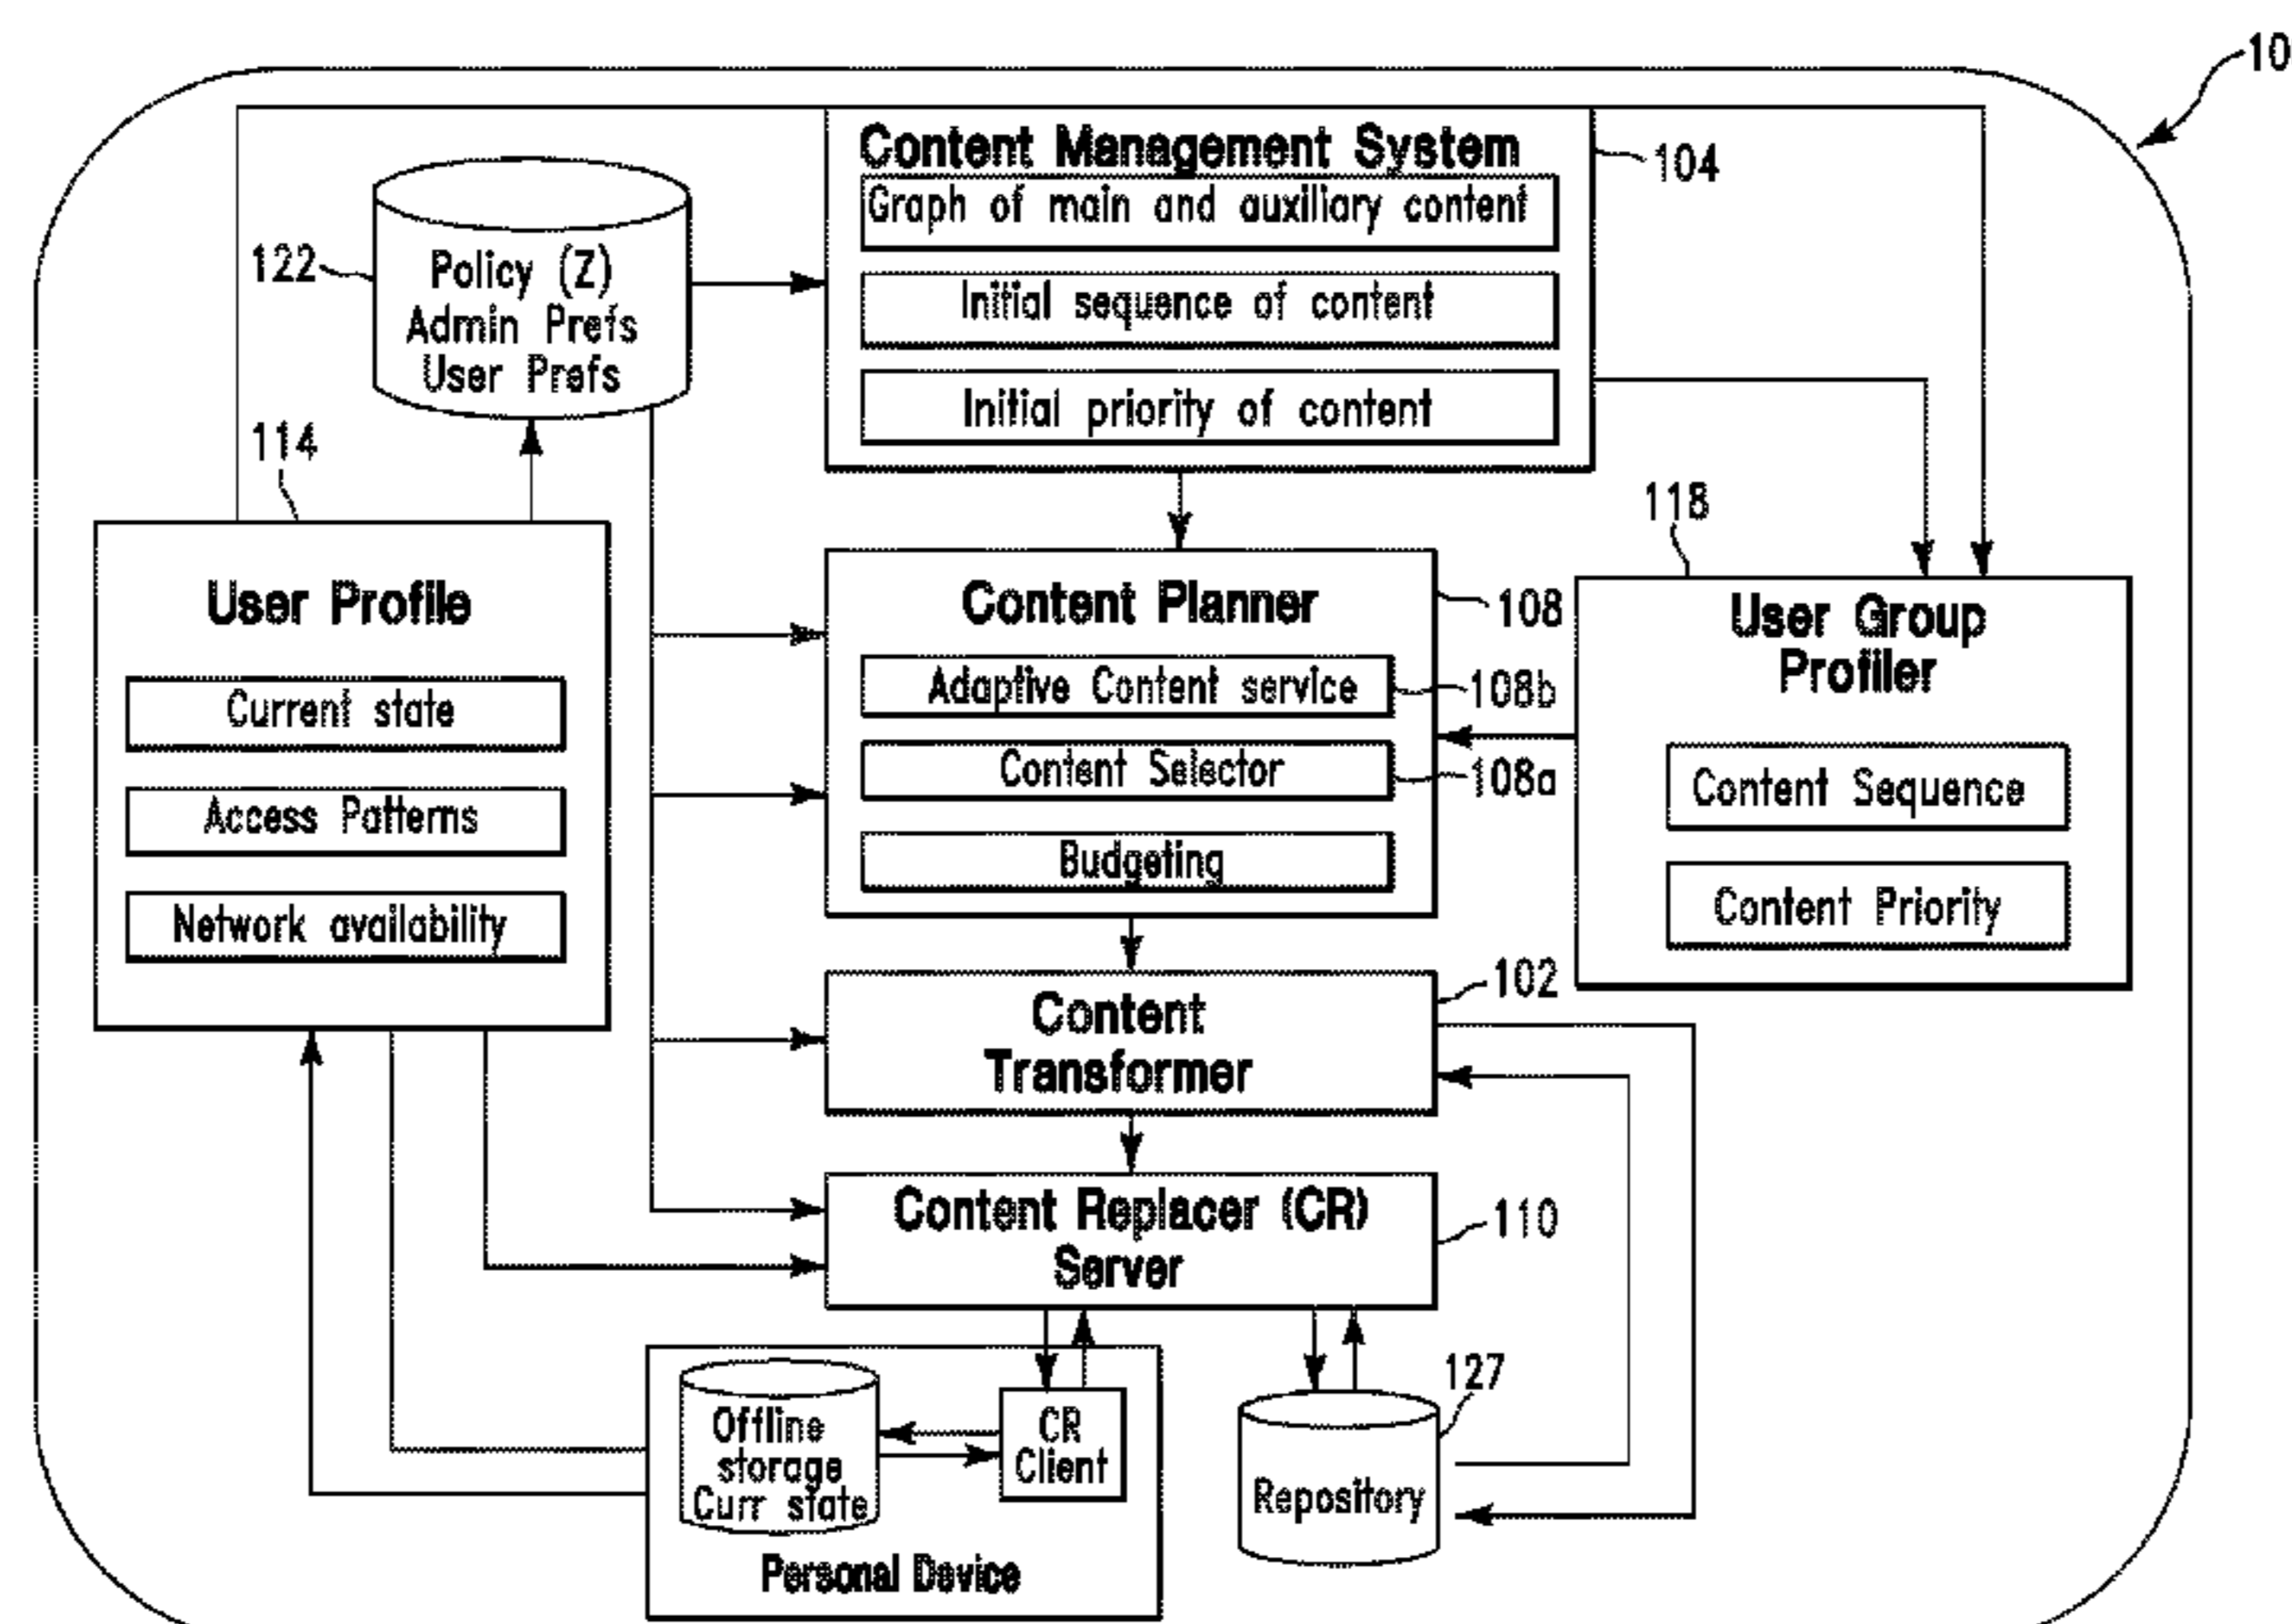 10
Content Management System
104
Graph of main and auxiliary content
Initial sequence of content
Initial priority of content
122
Policy (Z)
Admin Prefs
User Prefs
114
User Profile
Current state
Access Patterns
Network availability
Content Planner
108
Adaptive Content service
108b
Content Selector
108a
Budgeting
118
User Group
Profiler
Content Sequence
Content Priority
Content
Transformer
102
Content Replacer (CR)
Server
110
Offline
storage
Curr state
CR
Client
Personal Device
127
Repository